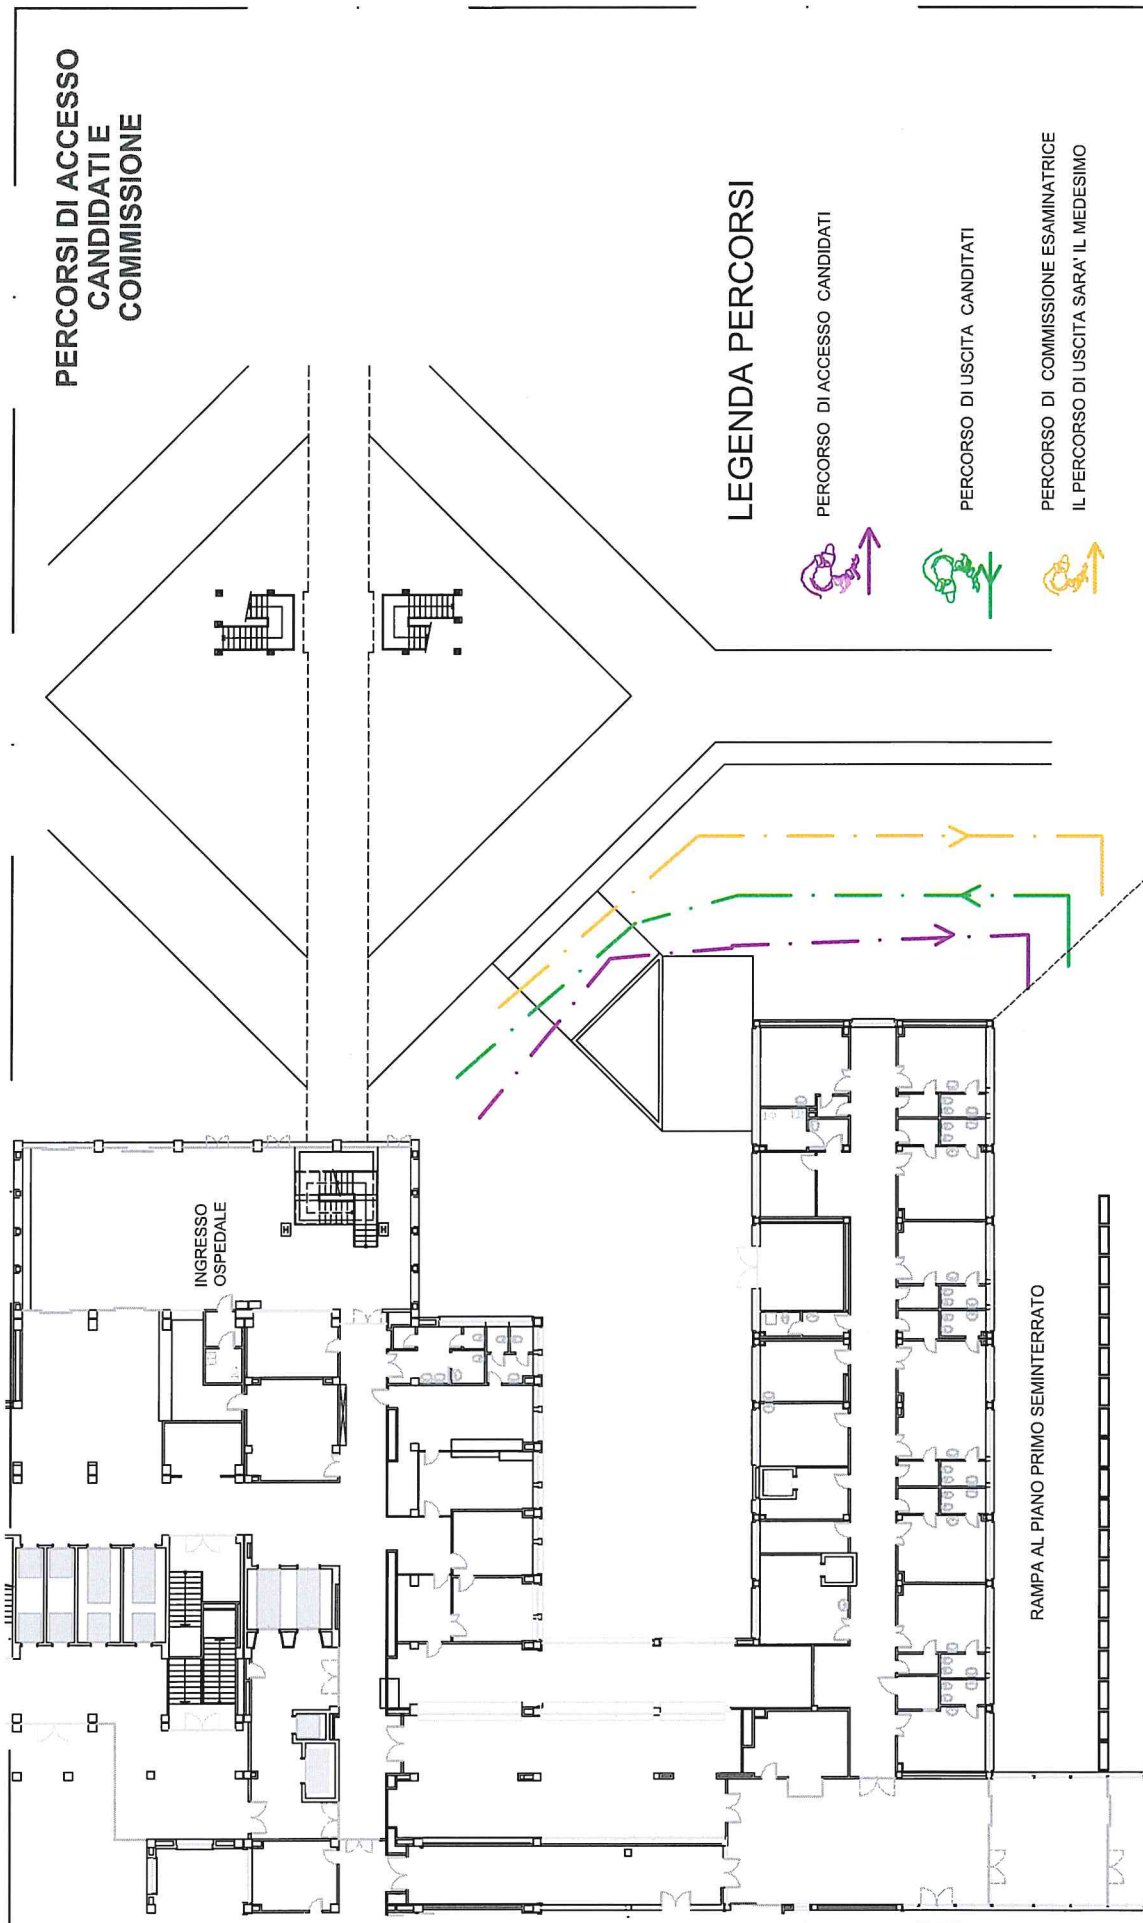 PERCORSI DI ACCESSO
CANDIDATI E
COMMISSIONE
INGRESSO
OSPEDALE
H
H
LEGENDA PERCORSI
PERCORSO DI ACCESSO CANDIDATI
PERCORSO DI USCITA CANDITATI
PERCORSO DI COMMISSIONE ESAMINATRICE
IL PERCORSO DI USCITA SARA' IL MEDESIMO
RAMPA AL PIANO PRIMO SEMINTERRATO